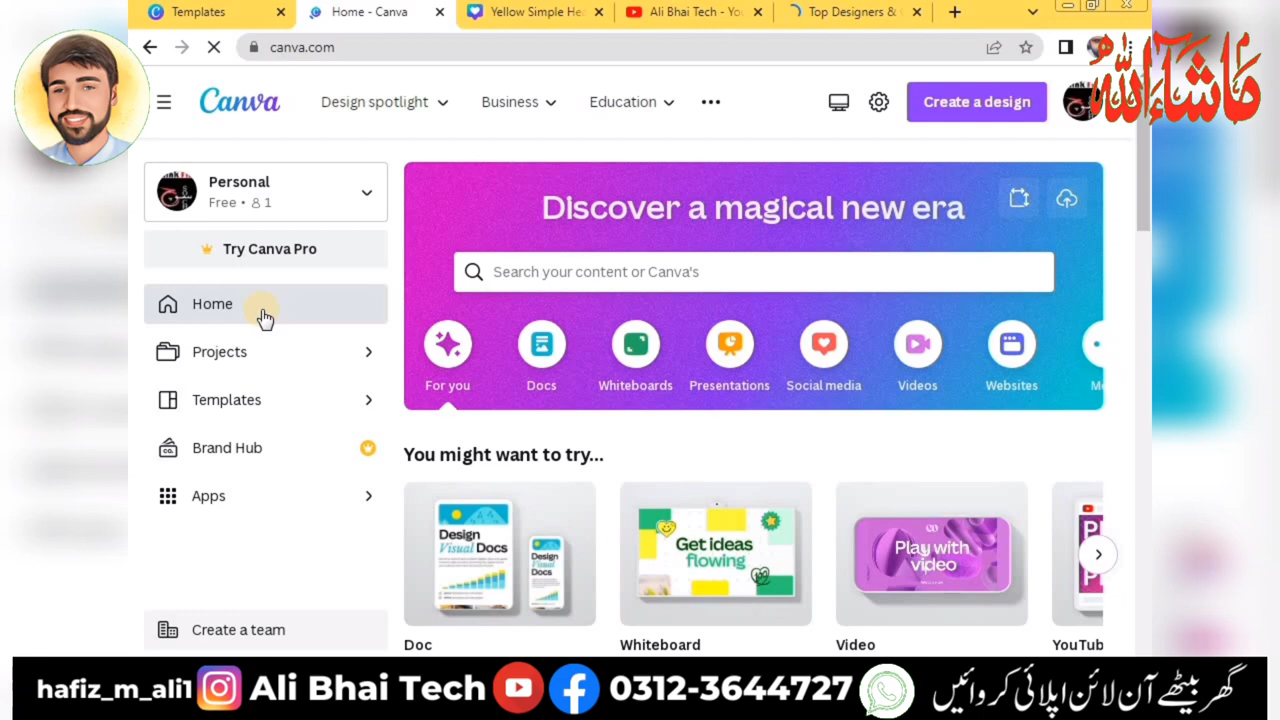 Templates
Home - Canva
Yellow Simple He
Ali Bhai Tech - Yo
Top Designers &
canva.com
ماشاءاللہ
Canva
Design spotlight
Business
Education
Create a design
Personal
Free • 1
Try Canva Pro
Home
Projects
Templates
Brand Hub
Apps
Create a team
Discover a magical new era
Search your content or Canva's
For you
Docs
Whiteboards
Presentations
Social media
Videos
Websites
You might want to try...
Design
Visual Docs
Design
Visual
Docs
Get ideas
flowing
Play with
video
Doc
Whiteboard
Video
YouTub
hafiz_m_ali1
Ali Bhai Tech
0312-3644727
گھر بیٹھے آن لائن اپلائی کروائیں